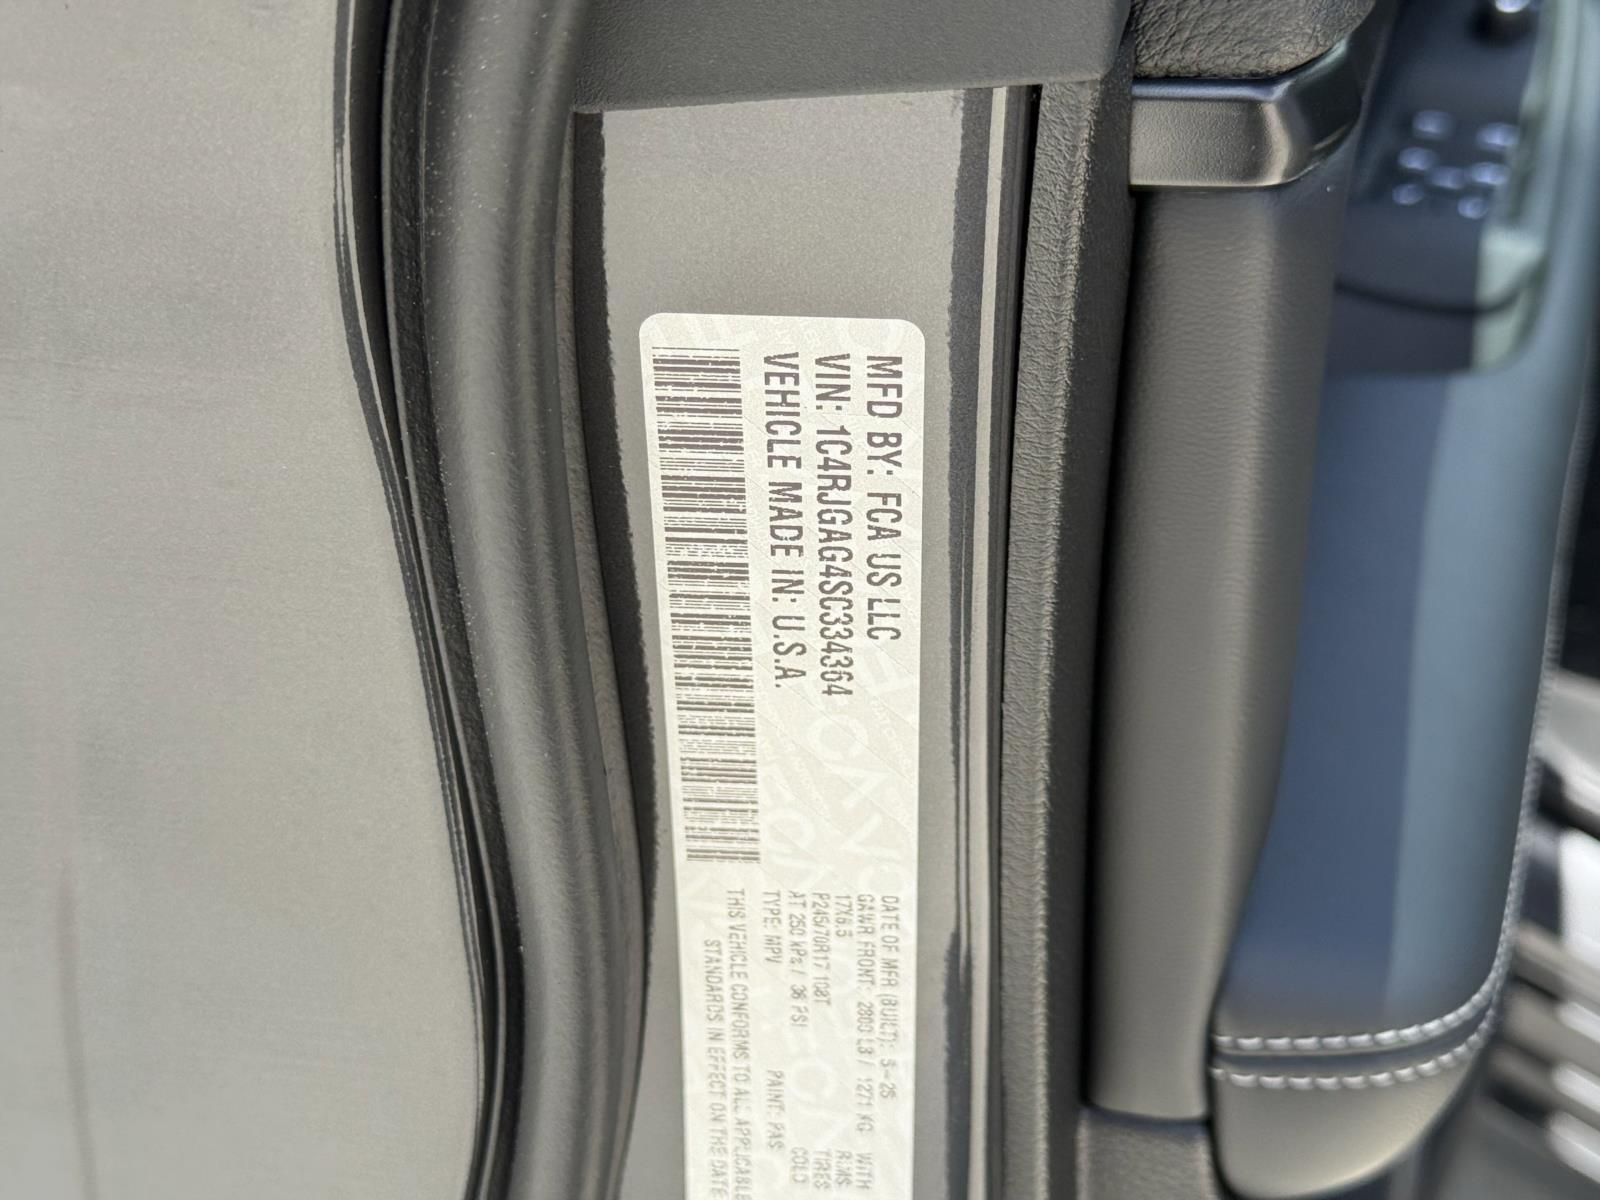 MFD BY: FCA US LLC
VIN: 1C4RJGAG4SC334364
VEHICLE MADE IN: U.S.A.
DATE OF MFR (BUILT): 5-25
GAWR FRONT: 2800 LB / 1271 KG WITH
17X6.5 RIMS
P245/70R17 108T TIRES
AT 250 kPa / 36 PSI COLD
TYPE: MPV PAINT: PAS
THIS VEHICLE CONFORMS TO ALL APPLICABLE
STANDARDS IN EFFECT ON THE DATE